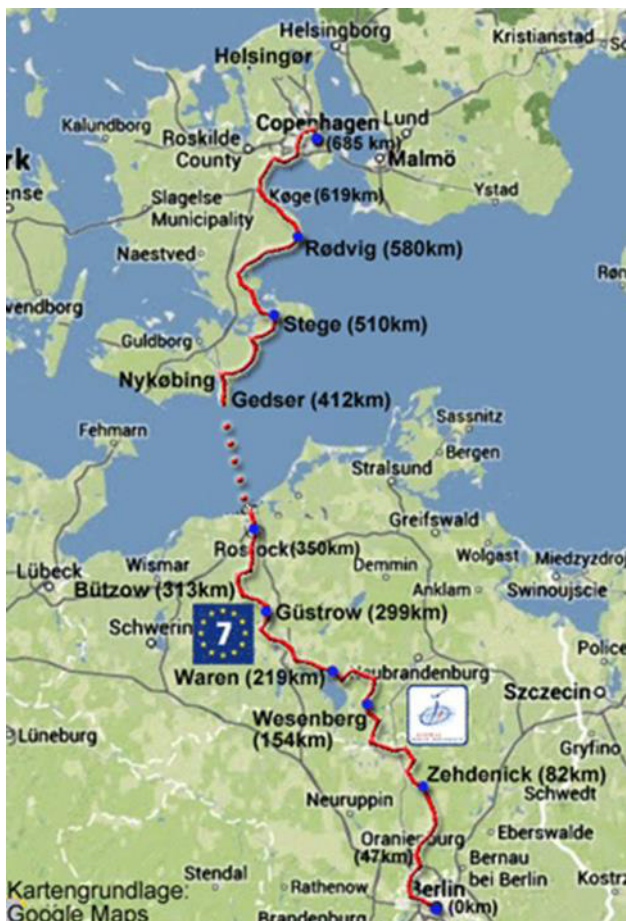 Helsingborg
Kristianstad
Helsingør
Kalundborg
Roskilde
County
Copenhagen
(685 km)
Lund
Malmö
rk
ense
Slagelse
Municipality
Køge (619km)
Ystad
Naestved
Rødvig (580km)
Røn
vendborg
Guldborg
Stege (510km)
Nykøbing
Gedser (412km)
Fehmarn
Sassnitz
Bergen
Stralsund
Greifswald
Rostock(350km)
Wismar
Demmin
Wolgast
Miedzyzdroj
Lübeck
Bützow (313km)
Anklam
Swinoujscie
7
Güstrow (299km)
Schwerin
Police
Waren (219km)
Neubrandenburg
Szczecin
Wesenberg
(154km)
Lüneburg
Gryfino
Zehdenick (82km)
Schwedt
Neuruppin
Oranienburg
(47km)
Eberswalde
Bernau
bei Berlin
Stendal
Rathenow
Kostrz
Berlin
(0km)
Brandenburg
Kartengrundlage:
Google Maps